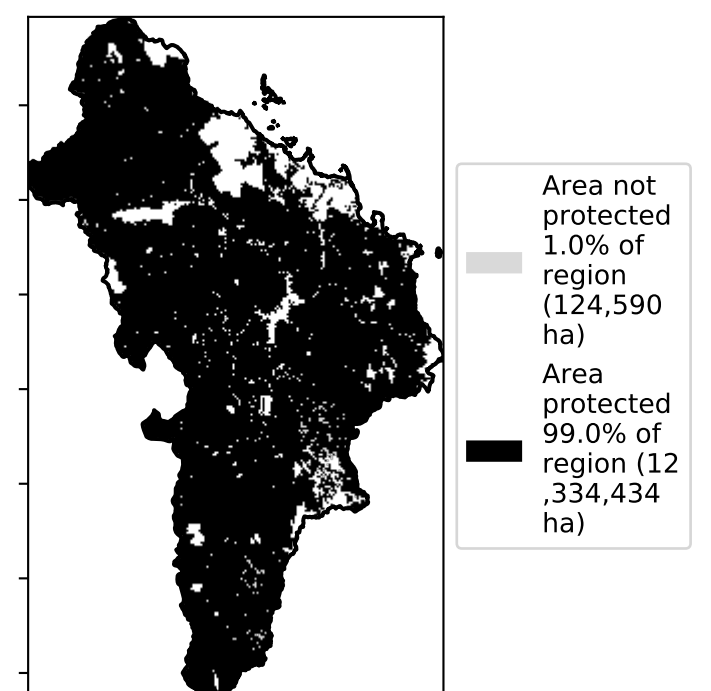 Area not
protected
1.0% of
region
(124,590
ha)
Area
protected
99.0% of
region (12
,334,434
ha)